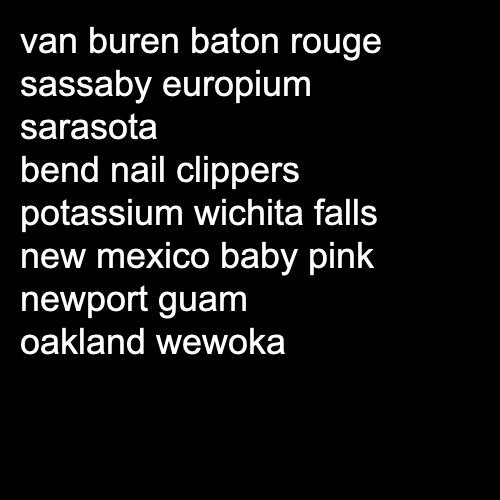 van buren baton rouge
sassaby europium
sarasota
bend nail clippers
potassium wichita falls
new mexico baby pink
newport guam
oakland wewoka